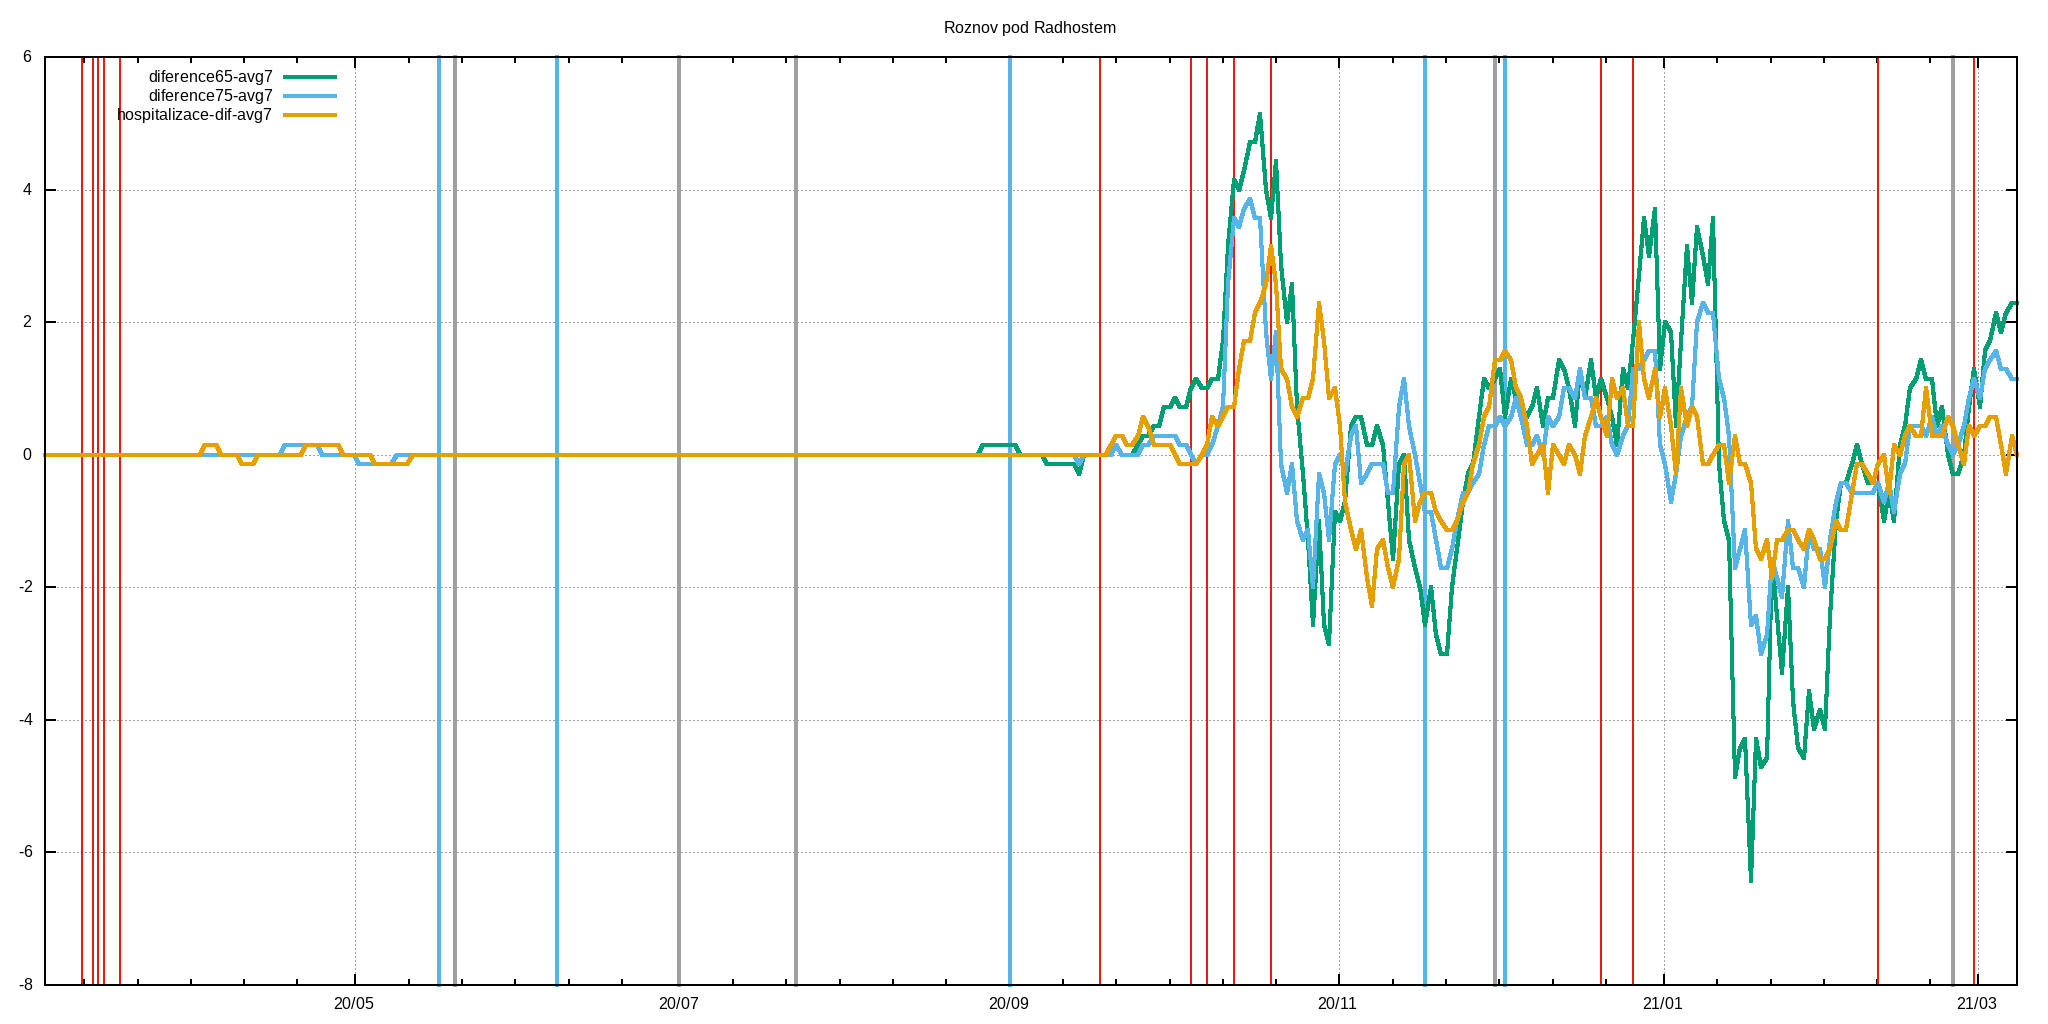 Roznov pod Radhostem
diference65-avg7
diference75-avg7
hospitalizace-dif-avg7
6
4
2
0
-2
-4
-6
-8
20/05 20/07 20/09 20/11 21/01 21/03